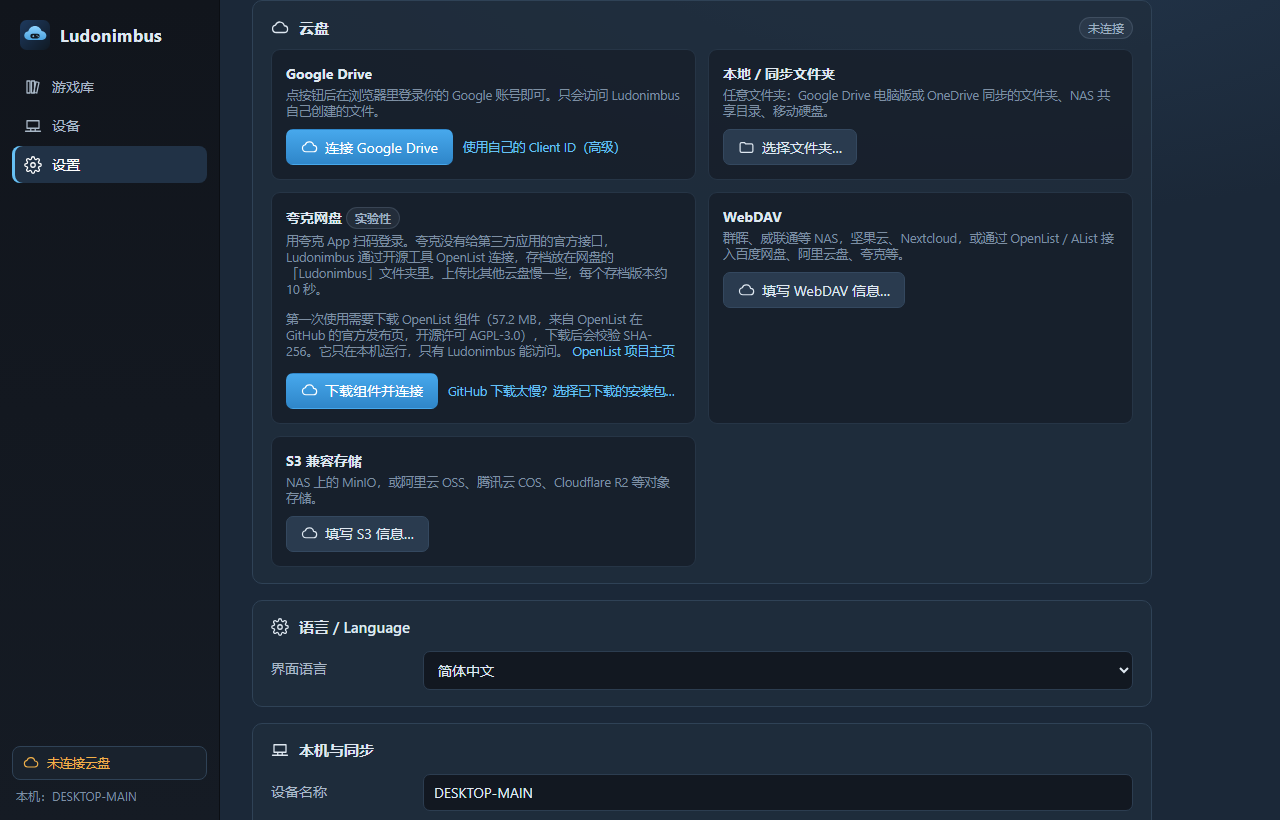 Ludonimbus
游戏库
设备
设置
未连接云盘
本机：DESKTOP-MAIN
云盘
未连接
Google Drive
点按钮后在浏览器里登录你的 Google 账号即可。只会访问 Ludonimbus
自己创建的文件。
连接 Google Drive
使用自己的 Client ID（高级）
本地 / 同步文件夹
任意文件夹：Google Drive 电脑版或 OneDrive 同步的文件夹、NAS 共
享目录、移动硬盘。
选择文件夹...
夸克网盘 实验性
用夸克 App 扫码登录。夸克没有给第三方应用的官方接口，
Ludonimbus 通过开源工具 OpenList 连接，存档放在网盘的
「Ludonimbus」文件夹里。上传比其他云盘慢一些，每个存档版本约
10 秒。
第一次使用需要下载 OpenList 组件（57.2 MB，来自 OpenList 在
GitHub 的官方发布页，开源许可 AGPL-3.0），下载后会校验 SHA-
256。它只在本机运行，只有 Ludonimbus 能访问。 OpenList 项目主页
下载组件并连接
GitHub 下载太慢？选择已下载的安装包...
WebDAV
群晖、威联通等 NAS，坚果云、Nextcloud，或通过 OpenList / AList 接
入百度网盘、阿里云盘、夸克等。
填写 WebDAV 信息...
S3 兼容存储
NAS 上的 MinIO，或阿里云 OSS、腾讯云 COS、Cloudflare R2 等对象
存储。
填写 S3 信息...
语言 / Language
界面语言
简体中文
本机与同步
设备名称
DESKTOP-MAIN